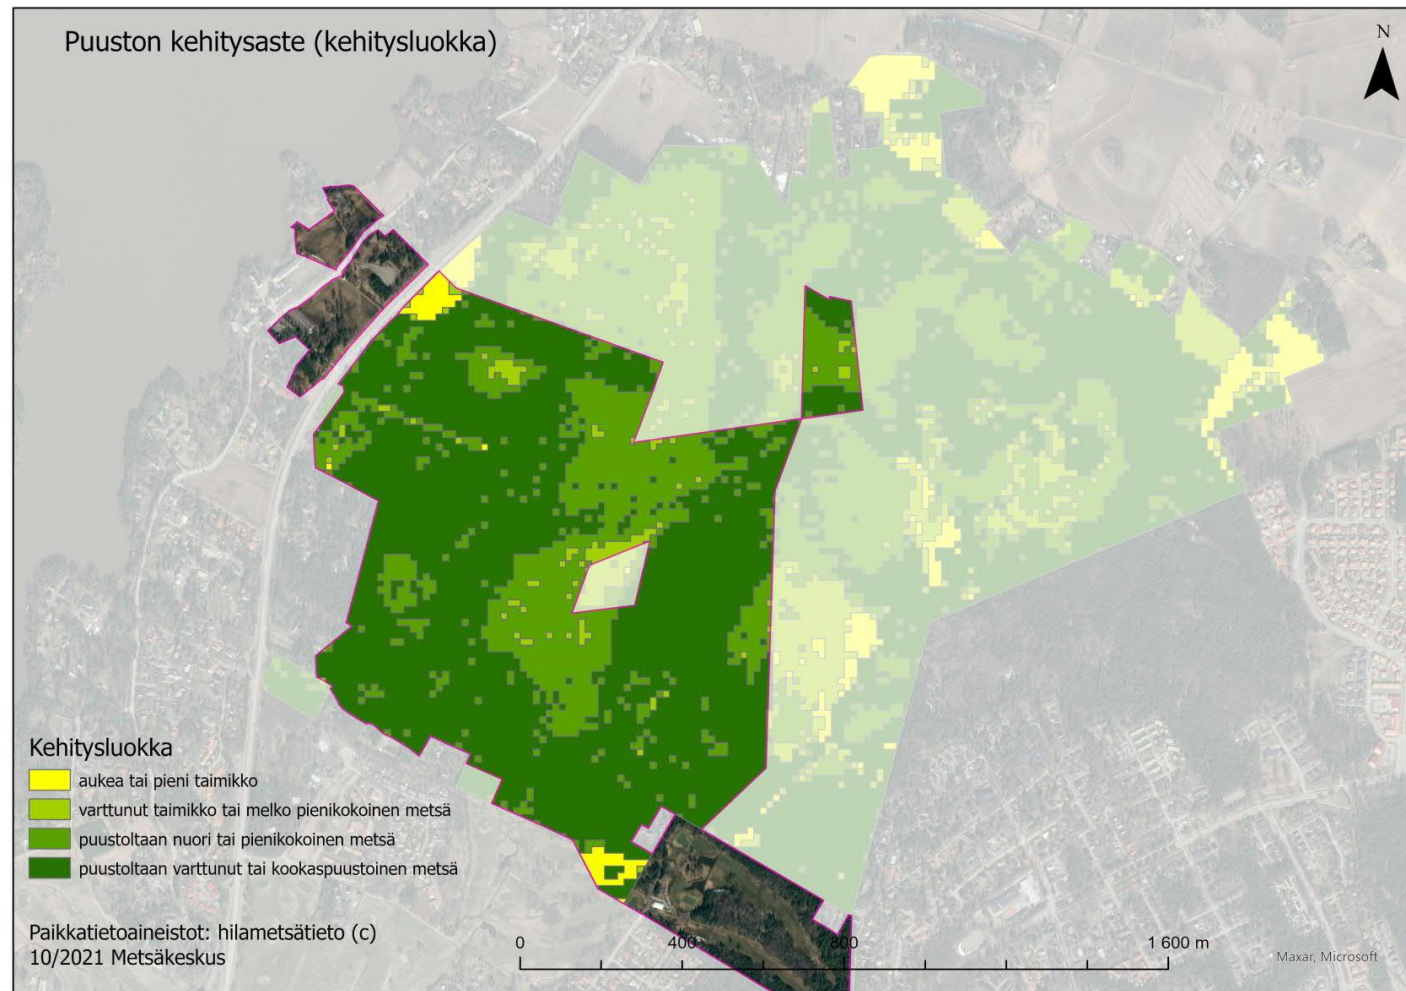 Puuston kehitysaste (kehitysluokka)
N
Kehitysluokka
aukea tai pieni taimikko
varttunut taimikko tai melko pienikokoinen metsä
puustoltaan nuori tai pienikokoinen metsä
puustoltaan varttunut tai kookaspuustoinen metsä
Paikkatietoaineistot: hilametsätieto (c)
10/2021 Metsäkeskus
0 400 800 1 600 m
Maxar, Microsoft